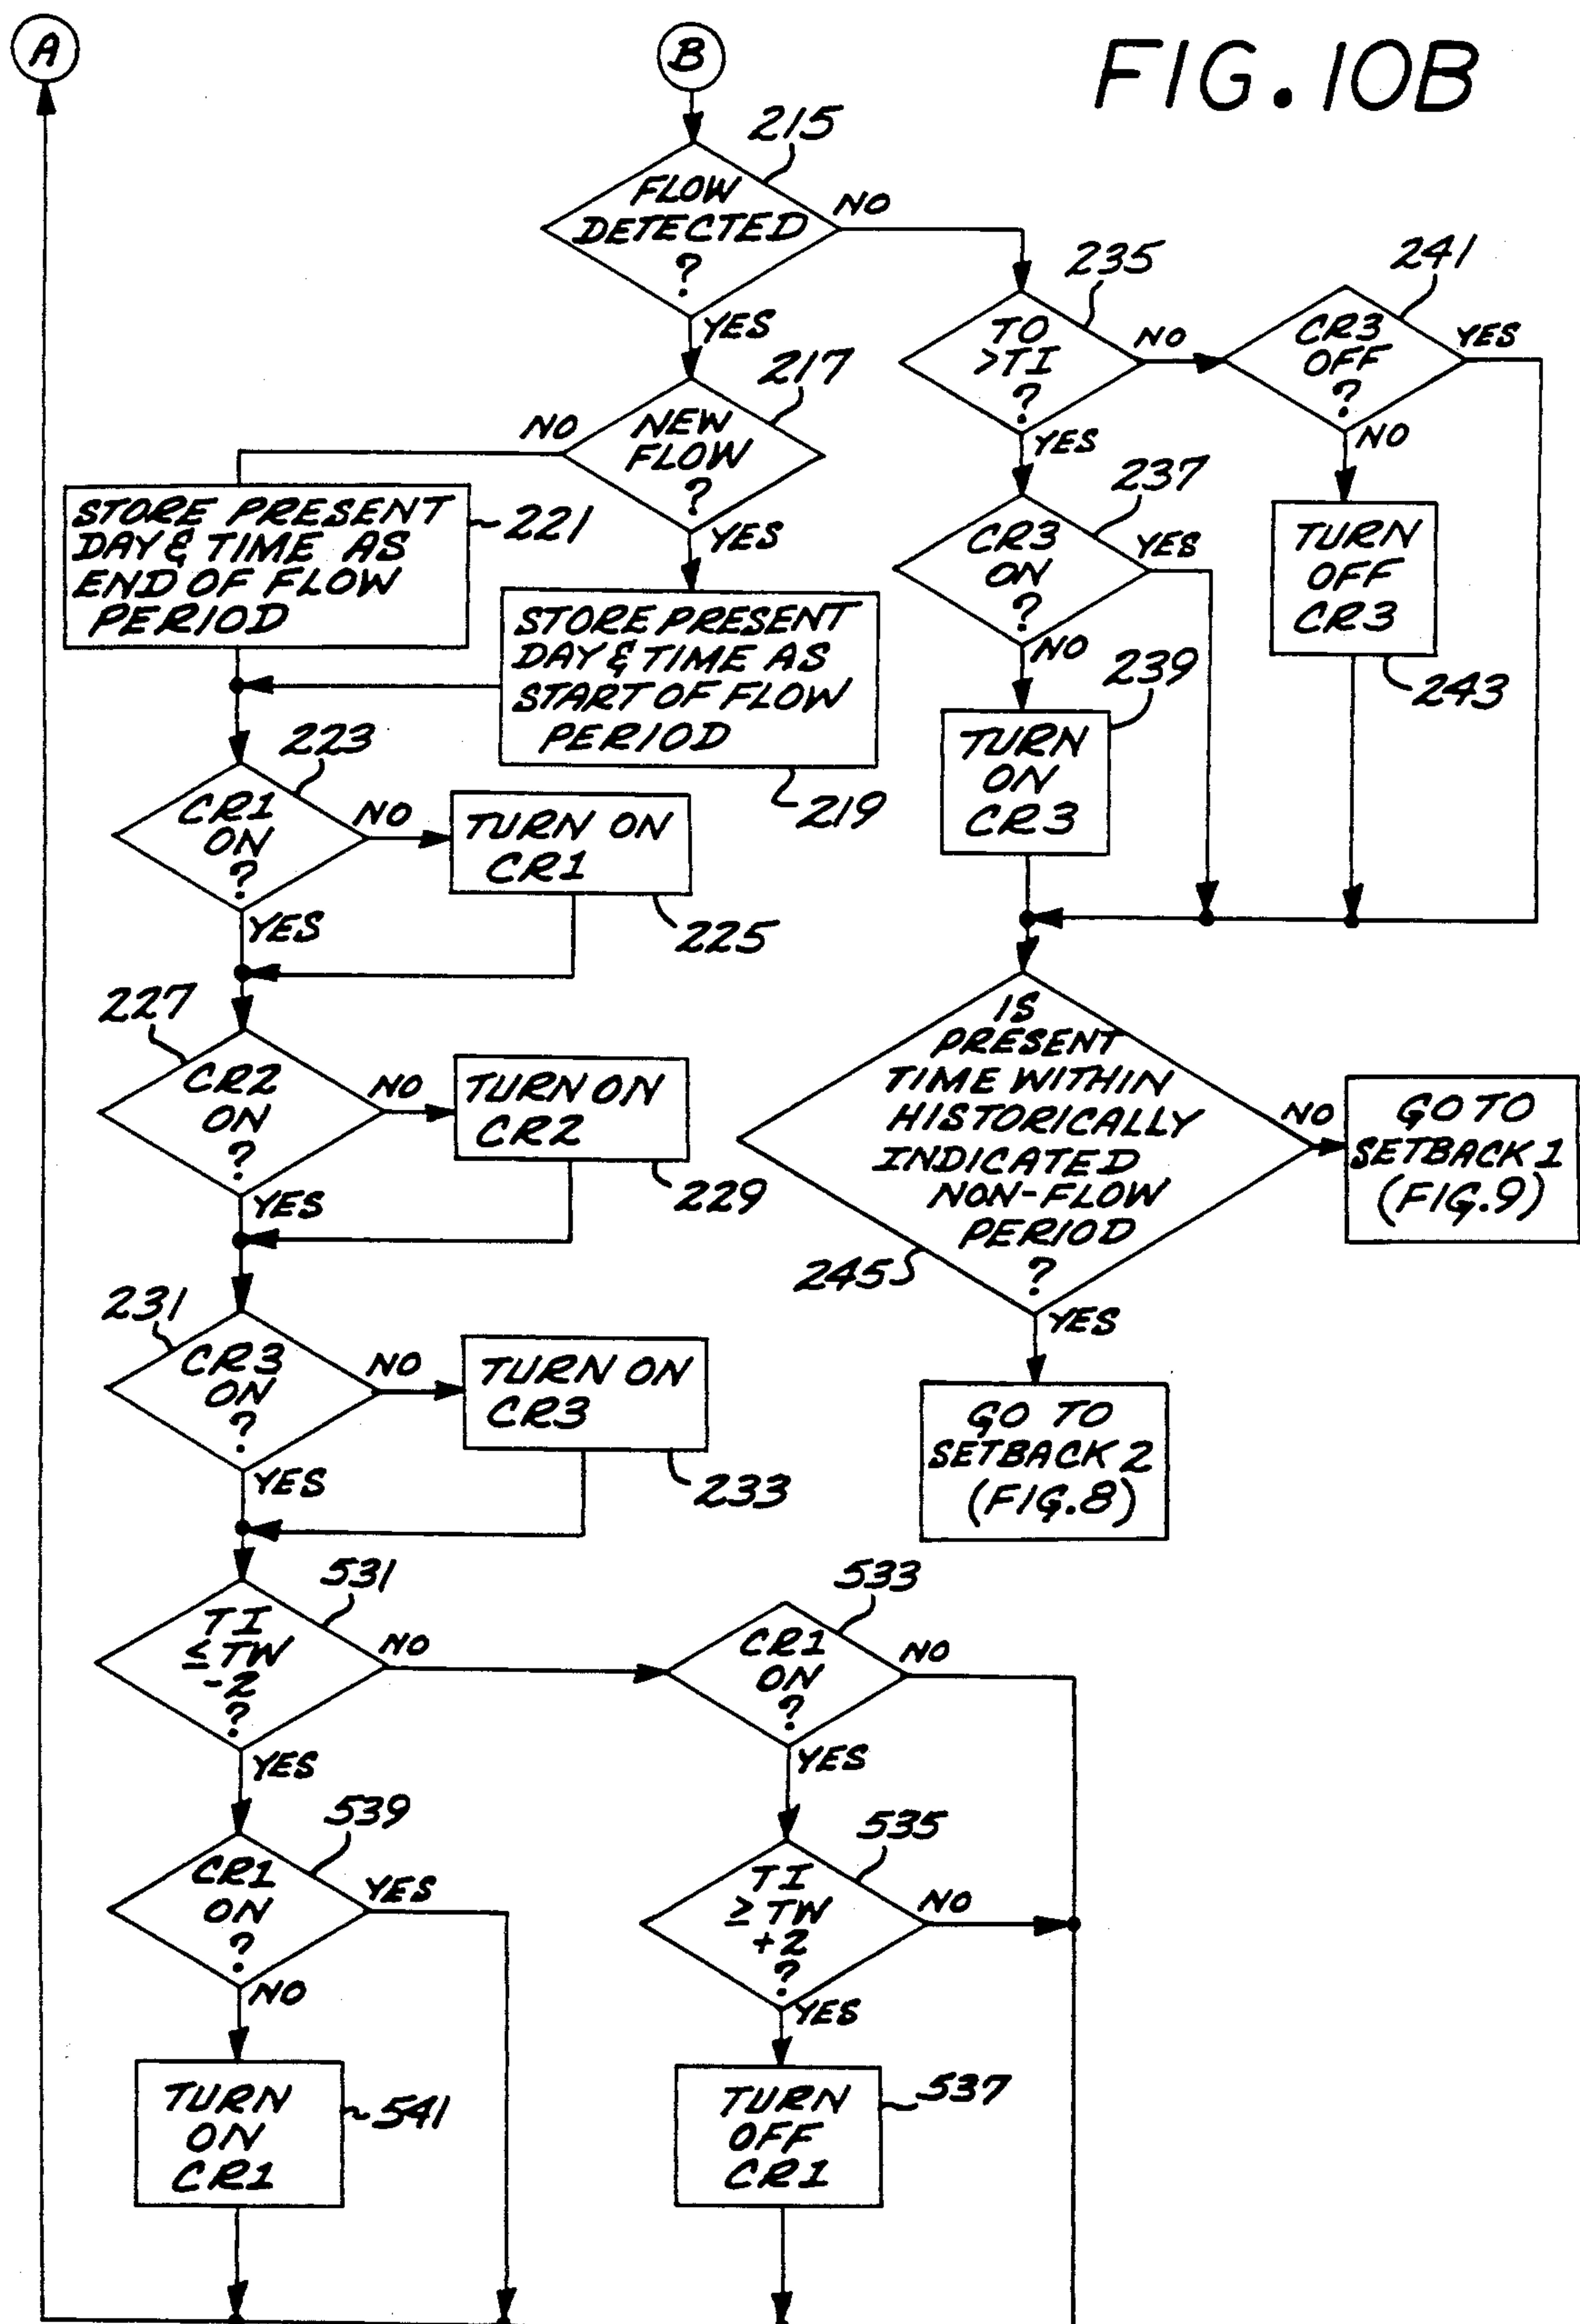 A
B
FIG. 10B
215
FLOW
DETECTED
?
NO
YES
235
TO
>TI
?
NO
YES
241
CR3
OFF
?
YES
NO
217
NEW
FLOW
?
NO
YES
237
CR3
ON
?
YES
NO
TURN
OFF
CR3
243
STORE PRESENT
DAY & TIME AS
END OF FLOW
PERIOD
221
STORE PRESENT
DAY & TIME AS
START OF FLOW
PERIOD
219
239
TURN
ON
CR3
223
CR1
ON
?
NO
YES
TURN ON
CR1
225
227
CR2
ON
?
NO
YES
TURN ON
CR2
229
IS
PRESENT
TIME WITHIN
HISTORICALLY
INDICATED
NON-FLOW
PERIOD
?
245
NO
YES
GO TO
SETBACK 1
(FIG.9)
GO TO
SETBACK 2
(FIG.8)
231
CR3
ON
?
NO
YES
TURN ON
CR3
233
531
TI
≤ TW
-2
?
NO
YES
533
CR1
ON
?
NO
YES
539
CR1
ON
?
YES
NO
535
TI
≥ TW
+2
?
NO
YES
TURN
ON
CR1
541
TURN
OFF
CR1
537